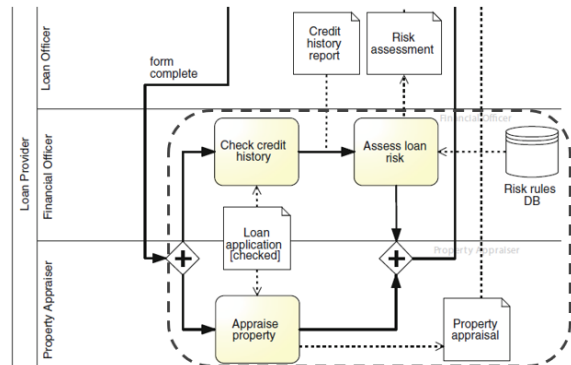 Loan Provider
Loan Officer
Financial Officer
Property Appraiser
form
complete
Credit
history
report
Risk
assessment
Financial Officer
Check credit
history
Assess loan
risk
Risk rules
DB
Loan
application
[checked]
Property Appraiser
Appraise
property
Property
appraisal